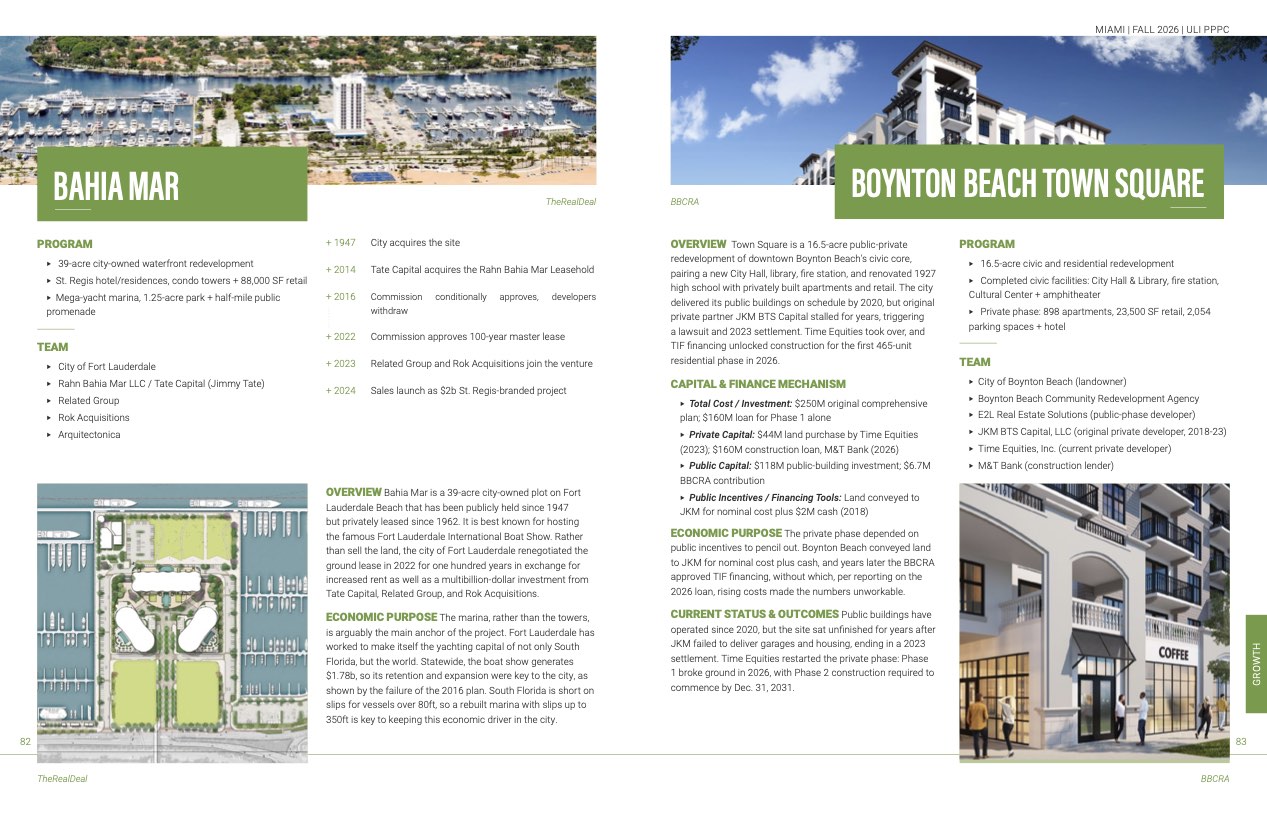 MIAMI | FALL 2026 | ULI PPPC
BAHIA MAR
TheRealDeal
PROGRAM
‣ 39-acre city-owned waterfront redevelopment
‣ St. Regis hotel/residences, condo towers + 88,000 SF retail
‣ Mega-yacht marina, 1.25-acre park + half-mile public
promenade
TEAM
‣ City of Fort Lauderdale
‣ Rahn Bahia Mar LLC / Tate Capital (Jimmy Tate)
‣ Related Group
‣ Rok Acquisitions
‣ Arquitectonica
+ 1947 City acquires the site
+ 2014 Tate Capital acquires the Rahn Bahia Mar Leasehold
+ 2016 Commission conditionally approves, developers
withdraw
+ 2022 Commission approves 100-year master lease
+ 2023 Related Group and Rok Acquisitions join the venture
+ 2024 Sales launch as $2b St. Regis-branded project
OVERVIEW Bahia Mar is a 39-acre city-owned plot on Fort
Lauderdale Beach that has been publicly held since 1947
but privately leased since 1962. It is best known for hosting
the famous Fort Lauderdale International Boat Show. Rather
than sell the land, the city of Fort Lauderdale renegotiated the
ground lease in 2022 for one hundred years in exchange for
increased rent as well as a multibillion-dollar investment from
Tate Capital, Related Group, and Rok Acquisitions.
ECONOMIC PURPOSE The marina, rather than the towers,
is arguably the main anchor of the project. Fort Lauderdale has
worked to make itself the yachting capital of not only South
Florida, but the world. Statewide, the boat show generates
$1.78b, so its retention and expansion were key to the city, as
shown by the failure of the 2016 plan. South Florida is short on
slips for vessels over 80ft, so a rebuilt marina with slips up to
350ft is key to keeping this economic driver in the city.
82
TheRealDeal
BOYNTON BEACH TOWN SQUARE
BBCRA
OVERVIEW Town Square is a 16.5-acre public-private
redevelopment of downtown Boynton Beach's civic core,
pairing a new City Hall, library, fire station, and renovated 1927
high school with privately built apartments and retail. The city
delivered its public buildings on schedule by 2020, but original
private partner JKM BTS Capital stalled for years, triggering
a lawsuit and 2023 settlement. Time Equities took over, and
TIF financing unlocked construction for the first 465-unit
residential phase in 2026.
CAPITAL & FINANCE MECHANISM
‣ Total Cost / Investment: $250M original comprehensive
plan; $160M loan for Phase 1 alone
‣ Private Capital: $44M land purchase by Time Equities
(2023); $160M construction loan, M&T Bank (2026)
‣ Public Capital: $118M public-building investment; $6.7M
BBCRA contribution
‣ Public Incentives / Financing Tools: Land conveyed to
JKM for nominal cost plus $2M cash (2018)
ECONOMIC PURPOSE The private phase depended on
public incentives to pencil out. Boynton Beach conveyed land
to JKM for nominal cost plus cash, and years later the BBCRA
approved TIF financing, without which, per reporting on the
2026 loan, rising costs made the numbers unworkable.
CURRENT STATUS & OUTCOMES Public buildings have
operated since 2020, but the site sat unfinished for years after
JKM failed to deliver garages and housing, ending in a 2023
settlement. Time Equities restarted the private phase: Phase
1 broke ground in 2026, with Phase 2 construction required to
commence by Dec. 31, 2031.
PROGRAM
‣ 16.5-acre civic and residential redevelopment
‣ Completed civic facilities: City Hall & Library, fire station,
Cultural Center + amphitheater
‣ Private phase: 898 apartments, 23,500 SF retail, 2,054
parking spaces + hotel
TEAM
‣ City of Boynton Beach (landowner)
‣ Boynton Beach Community Redevelopment Agency
‣ E2L Real Estate Solutions (public-phase developer)
‣ JKM BTS Capital, LLC (original private developer, 2018-23)
‣ Time Equities, Inc. (current private developer)
‣ M&T Bank (construction lender)
COFFEE
GROWTH
83
BBCRA